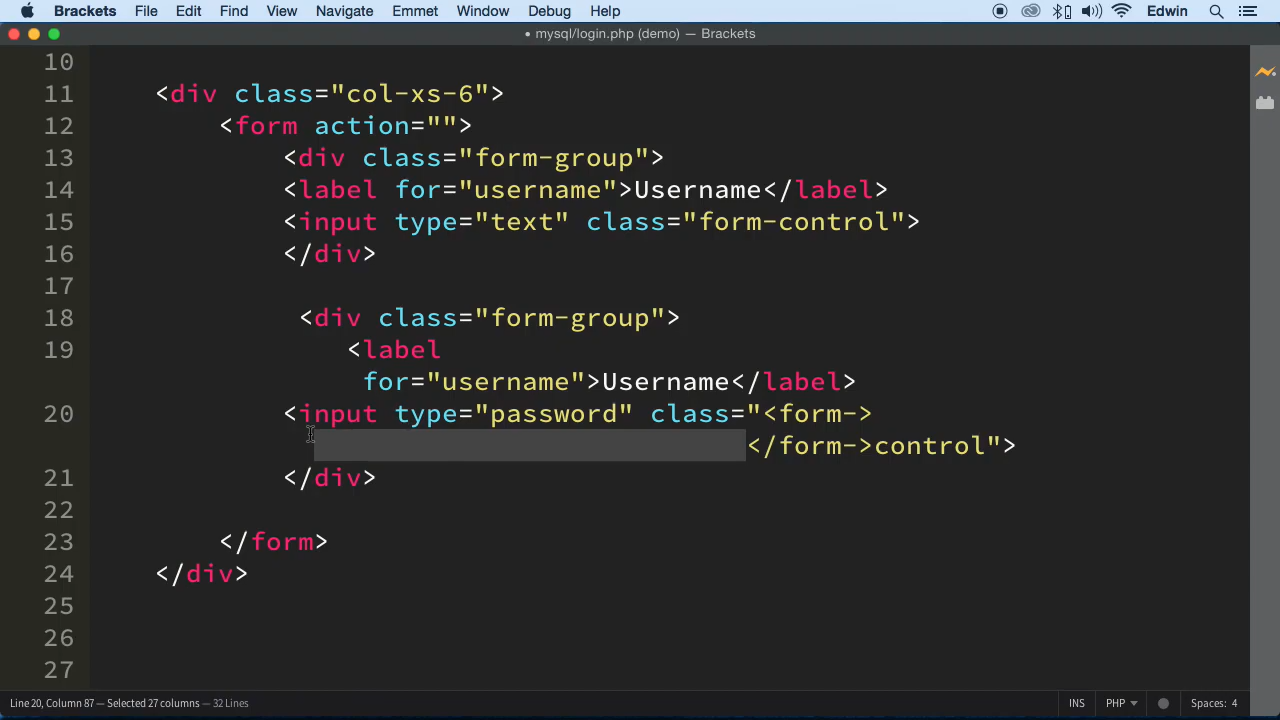 Brackets File Edit Find View Navigate Emmet Window Debug Help Edwin
• mysql/login.php (demo) — Brackets
10
11 <div class="col-xs-6">
12 <form action="">
13 <div class="form-group">
14 <label for="username">Username</label>
15 <input type="text" class="form-control">
16 </div>
17
18 <div class="form-group">
19 <label
for="username">Username</label>
20 <input type="password" class="<form->
</form->control">
21 </div>
22
23 </form>
24 </div>
25
26
27
Line 20, Column 87 — Selected 27 columns — 32 Lines INS PHP Spaces: 4